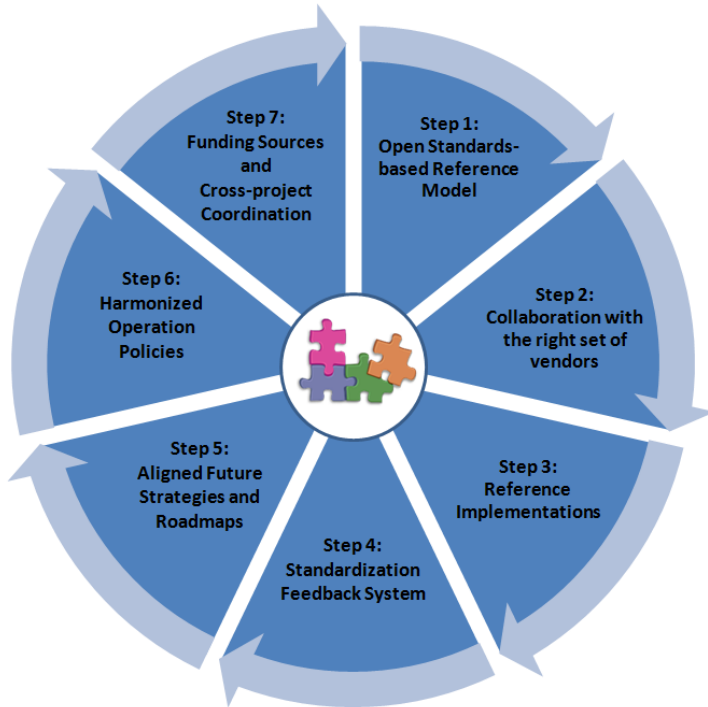 Step 1:
Open Standards-
based Reference
Model
Step 2:
Collaboration with
the right set of
vendors
Step 3:
Reference
Implementations
Step 4:
Standardization
Feedback System
Step 5:
Aligned Future
Strategies and
Roadmaps
Step 6:
Harmonized
Operation
Policies
Step 7:
Funding Sources
and
Cross-project
Coordination